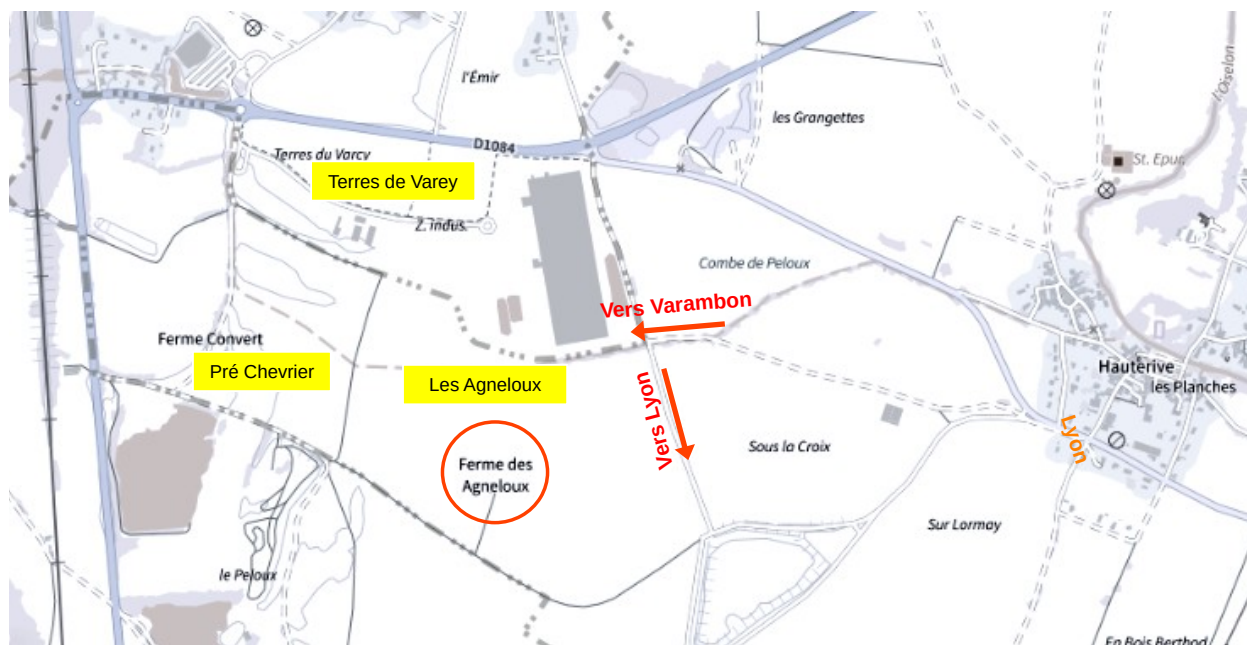 l'Émir
les Grangettes
l'Oiselon
D1084
Terres du Varcy
St. Epur.
Terres de Varey
Z. indus.
Combe de Peloux
Vers Varambon
Ferme Convert
Pré Chevrier
Les Agneloux
Hauterive
les Planches
Vers Lyon
Lyon
Sous la Croix
Ferme des
Agneloux
Sur Lormay
le Peloux
En Bois Berthod